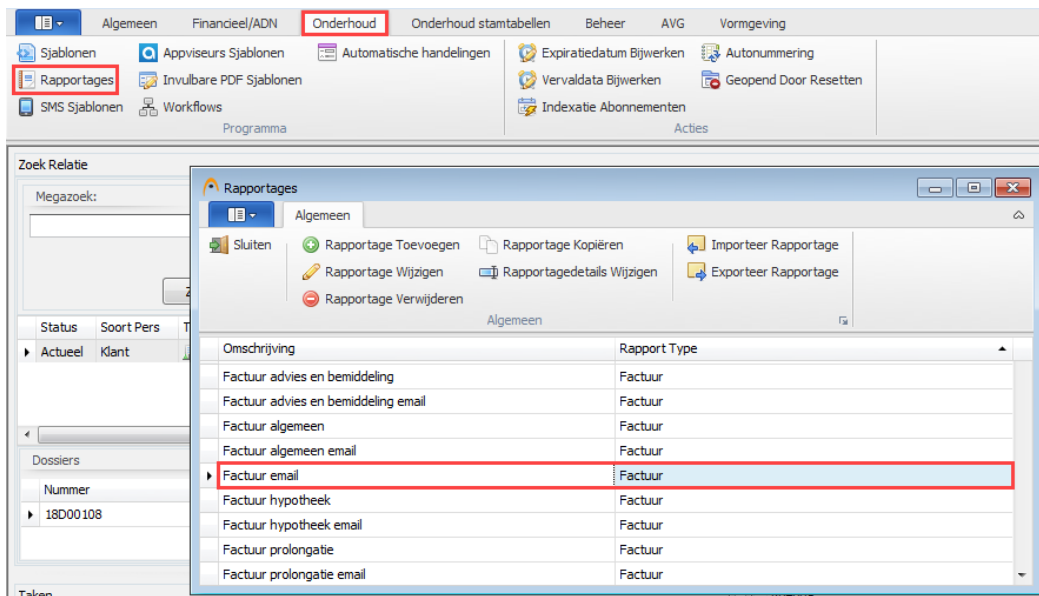 Algemeen Financieel/ADN Onderhoud Onderhoud stamtabellen Beheer AVG Vormgeving
Sjablonen Appviseurs Sjablonen Automatische handelingen Expiratiedatum Bijwerken Autonummering
Rapportages Invulbare PDF Sjablonen Vervaldata Bijwerken Geopend Door Resetten
SMS Sjablonen Workflows Indexatie Abonnementen
Programma Acties
Zoek Relatie
Megazoek:
Status Soort Pers
Actueel Klant
Dossiers
Nummer
18D00108
Taken
Rapportages
Algemeen
Sluiten Rapportage Toevoegen Rapportage Kopiëren Importeer Rapportage
Rapportage Wijzigen Rapportagedetails Wijzigen Exporteer Rapportage
Rapportage Verwijderen
Algemeen
Omschrijving Rapport Type
Factuur advies en bemiddeling Factuur
Factuur advies en bemiddeling email Factuur
Factuur algemeen Factuur
Factuur algemeen email Factuur
Factuur email Factuur
Factuur hypotheek Factuur
Factuur hypotheek email Factuur
Factuur prolongatie Factuur
Factuur prolongatie email Factuur